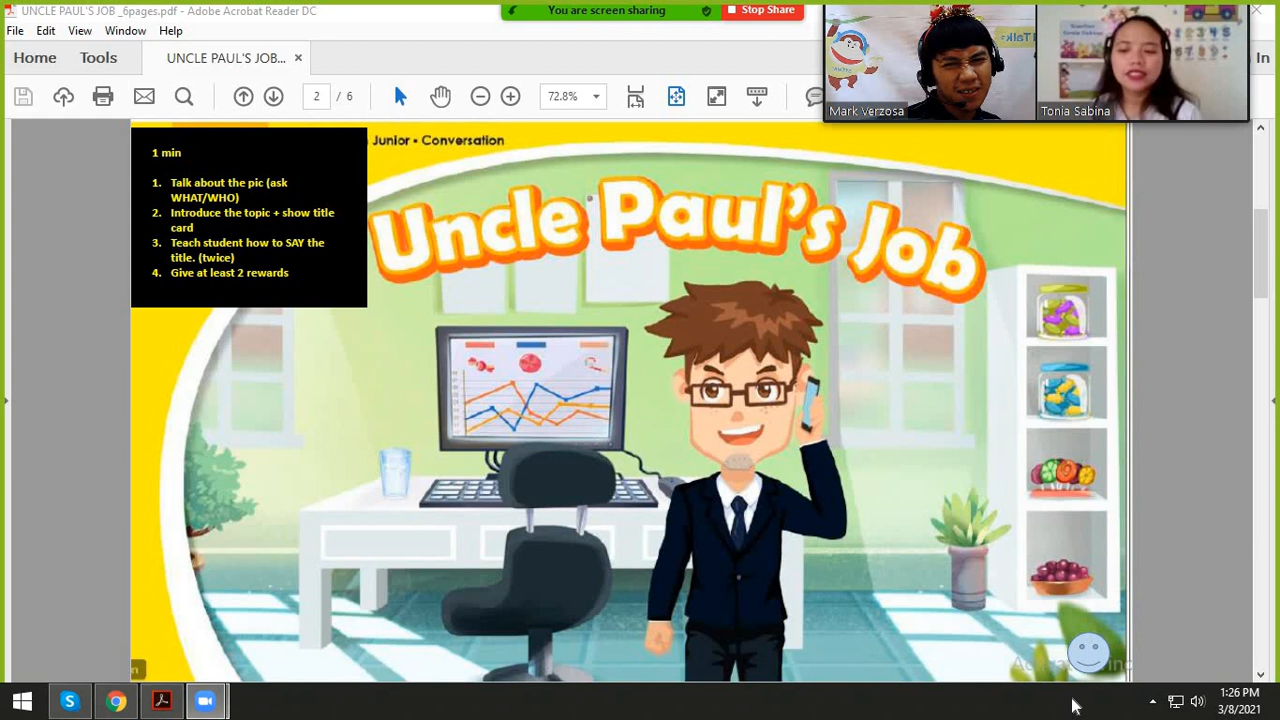 UNCLE PAUL'S JOB _6pages.pdf - Adobe Acrobat Reader DC
You are screen sharing
Stop Share
File Edit View Window Help
Home Tools UNCLE PAUL'S JOB... ×
In
2 / 6
72.8%
Mark Verzosa
Tonia Sabina
Junior • Conversation
1 min
1. Talk about the pic (ask
WHAT/WHO)
2. Introduce the topic + show title
card
3. Teach student how to SAY the
title. (twice)
4. Give at least 2 rewards
Uncle Paul's Job
1:26 PM
3/8/2021